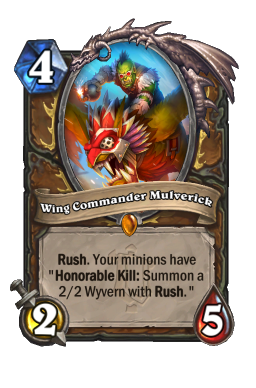 4
Wing Commander Mulverick
Rush. Your minions have
"Honorable Kill: Summon a
2/2 Wyvern with Rush."
2
5